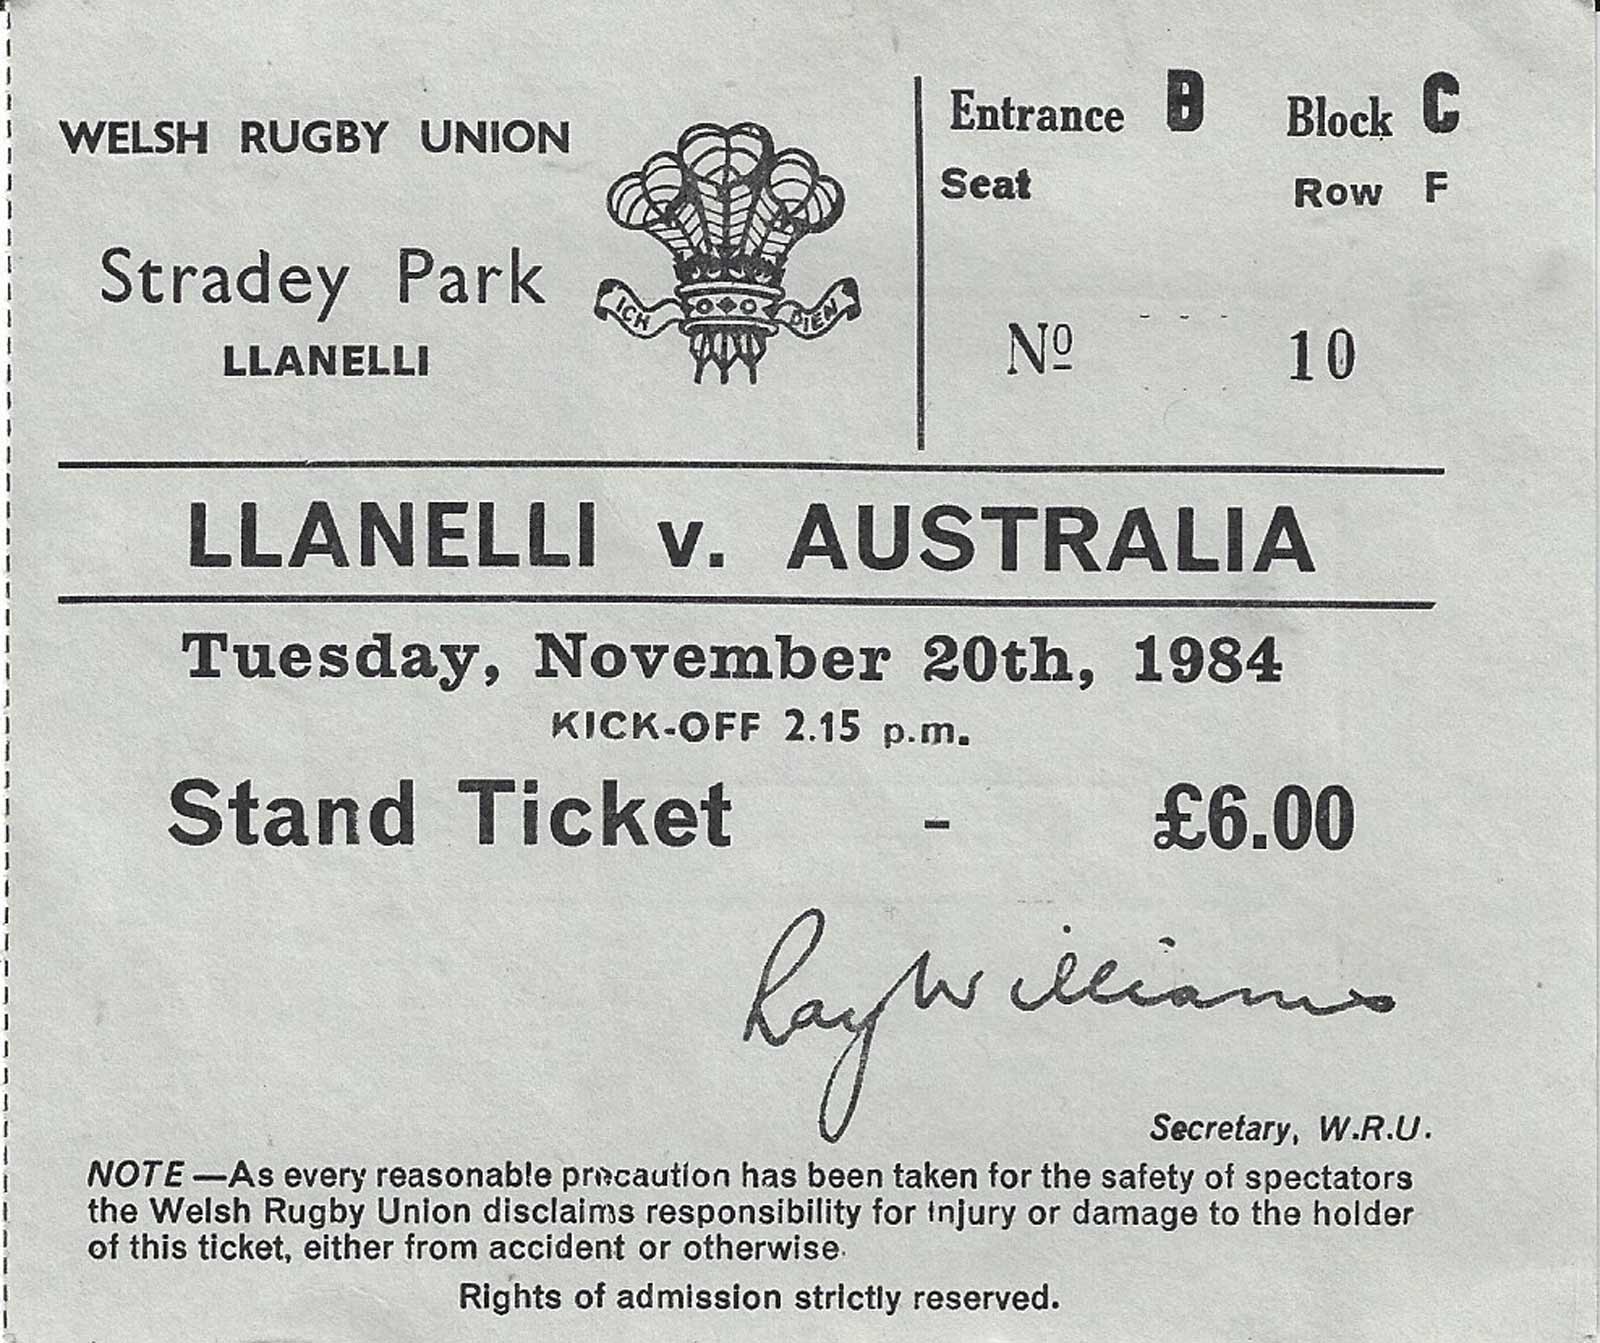 WELSH RUGBY UNION
Stradey Park
LLANELLI
ICH DIEN
Entrance B Block C
Seat Row F
Nº 10
LLANELLI v. AUSTRALIA
Tuesday, November 20th, 1984
KICK-OFF 2.15 p.m.
Stand Ticket - £6.00
Ray Williams
Secretary, W.R.U.
NOTE—As every reasonable precaution has been taken for the safety of spectators
the Welsh Rugby Union disclaims responsibility for injury or damage to the holder
of this ticket, either from accident or otherwise.
Rights of admission strictly reserved.